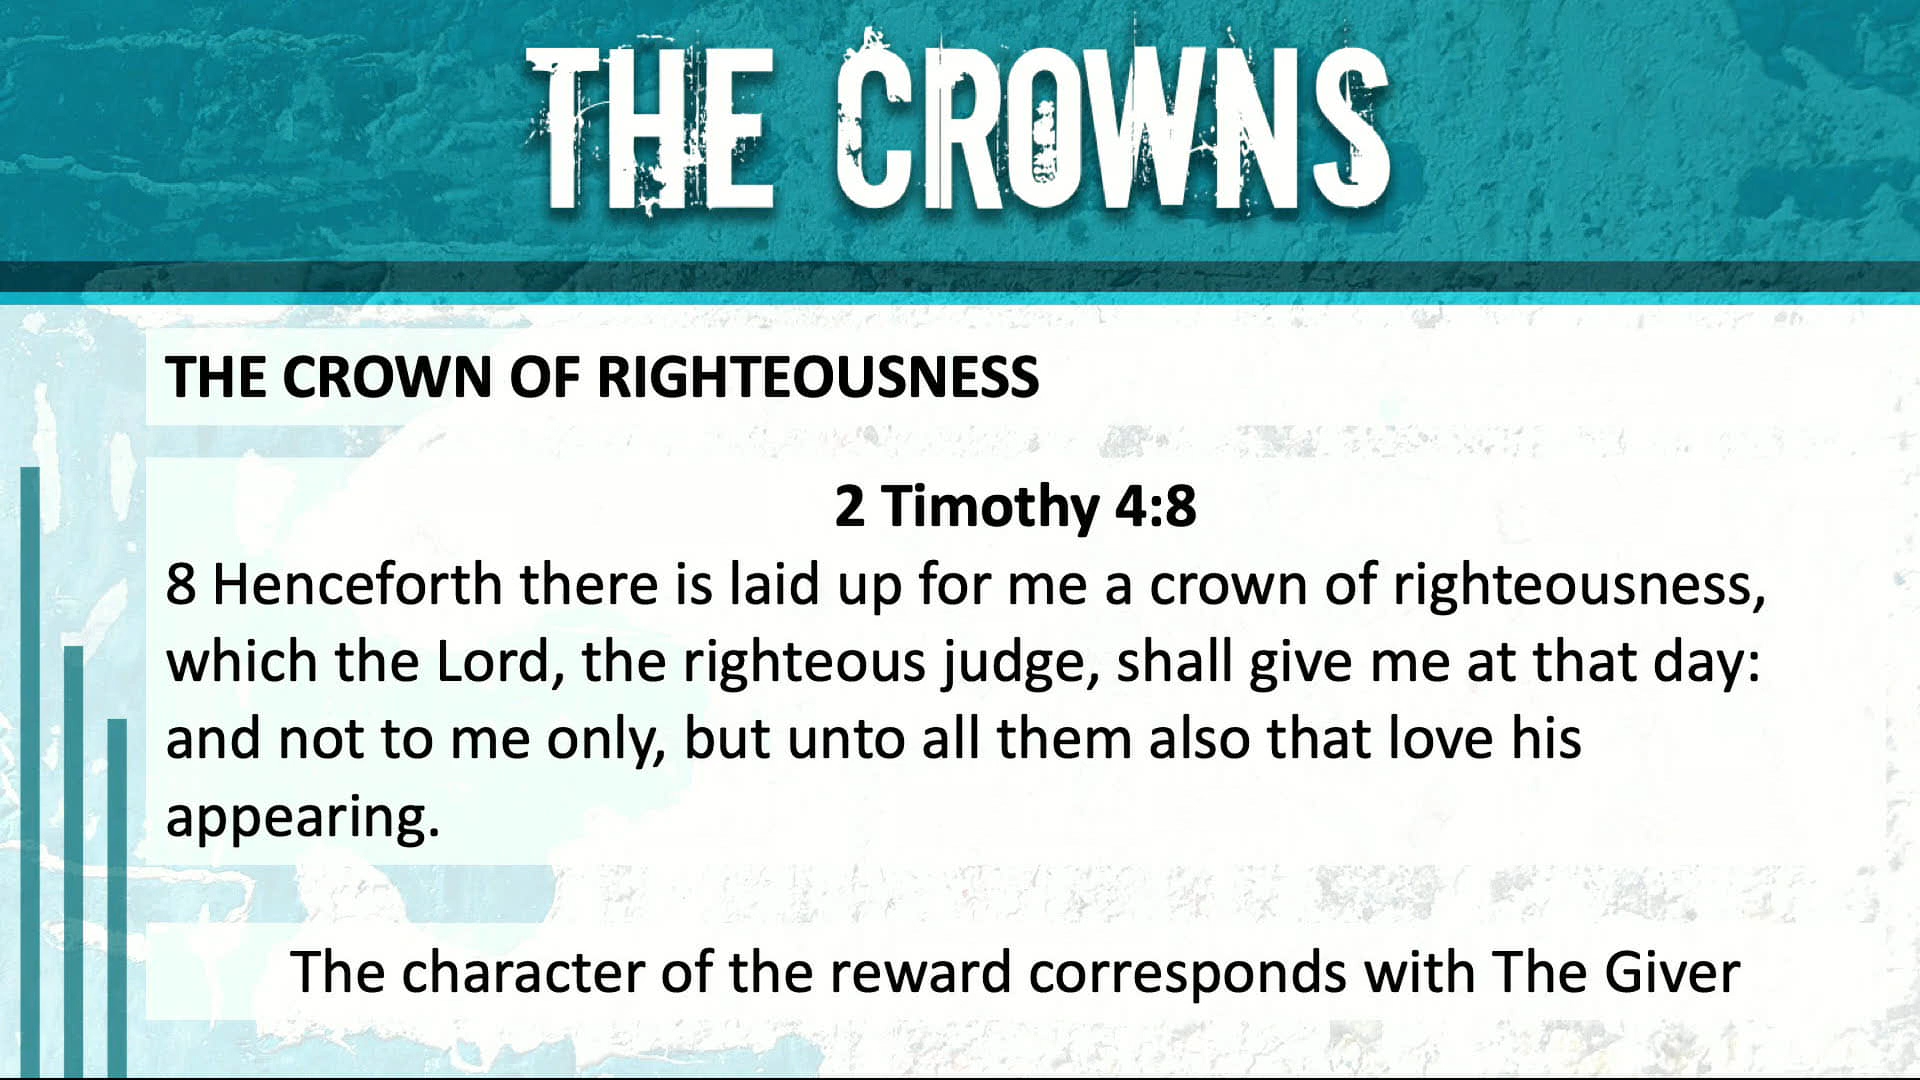 THE CROWNS
THE CROWN OF RIGHTEOUSNESS
2 Timothy 4:8
8 Henceforth there is laid up for me a crown of righteousness,
which the Lord, the righteous judge, shall give me at that day:
and not to me only, but unto all them also that love his
appearing.
The character of the reward corresponds with The Giver